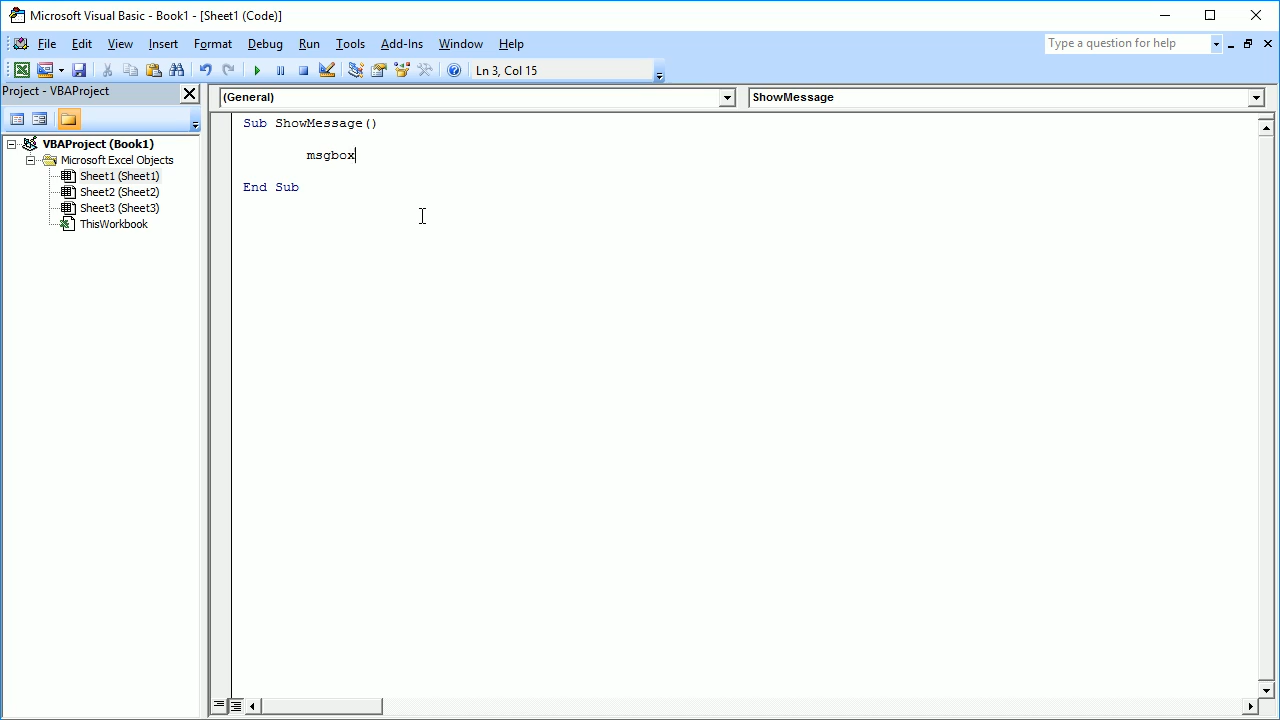 Microsoft Visual Basic - Book1 - [Sheet1 (Code)]
File Edit View Insert Format Debug Run Tools Add-Ins Window Help
Type a question for help
Ln 3, Col 15
Project - VBAProject
(General)
ShowMessage
VBAProject (Book1)
Microsoft Excel Objects
Sheet1 (Sheet1)
Sheet2 (Sheet2)
Sheet3 (Sheet3)
ThisWorkbook
Sub ShowMessage()
msgbox
End Sub